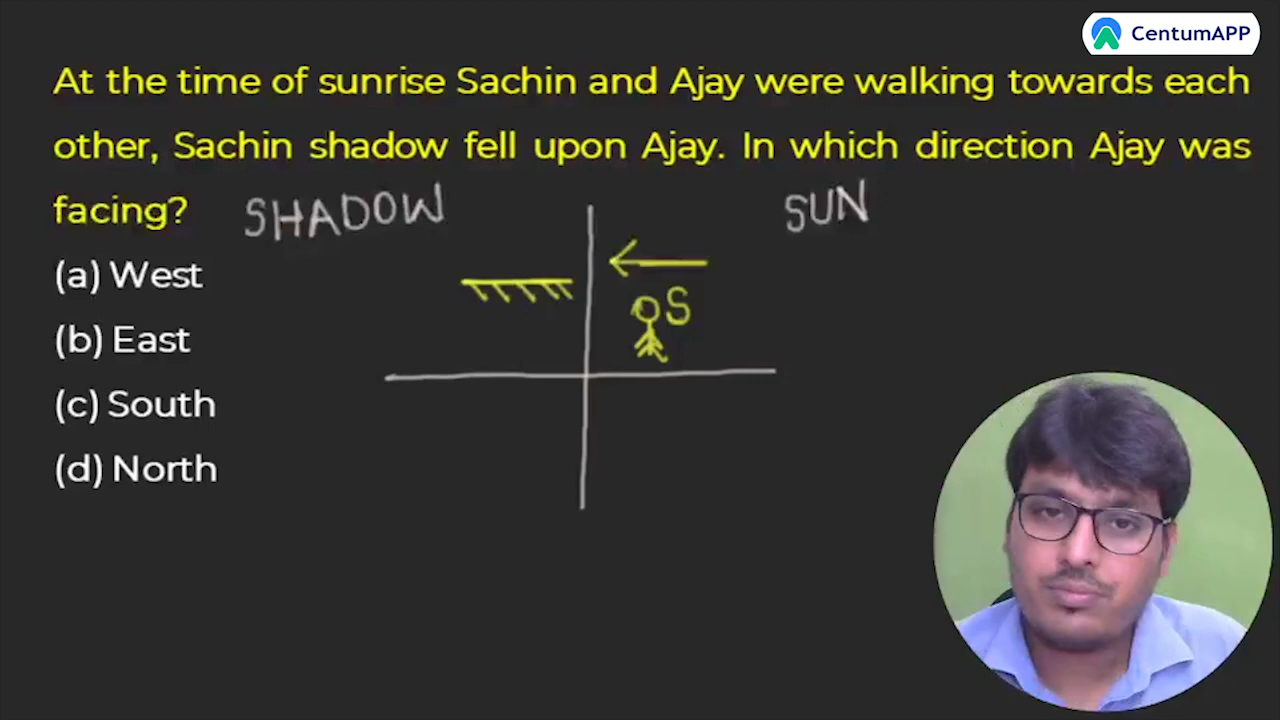 CentumAPP
At the time of sunrise Sachin and Ajay were walking towards each
other, Sachin shadow fell upon Ajay. In which direction Ajay was
facing?
SHADOW
SUN
(a) West
S
(b) East
(c) South
(d) North